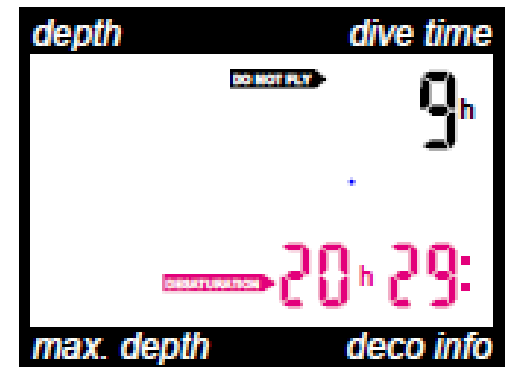 depth dive time
DO NOT FLY 9h
DESATURATION 20h 29:
max. depth deco info